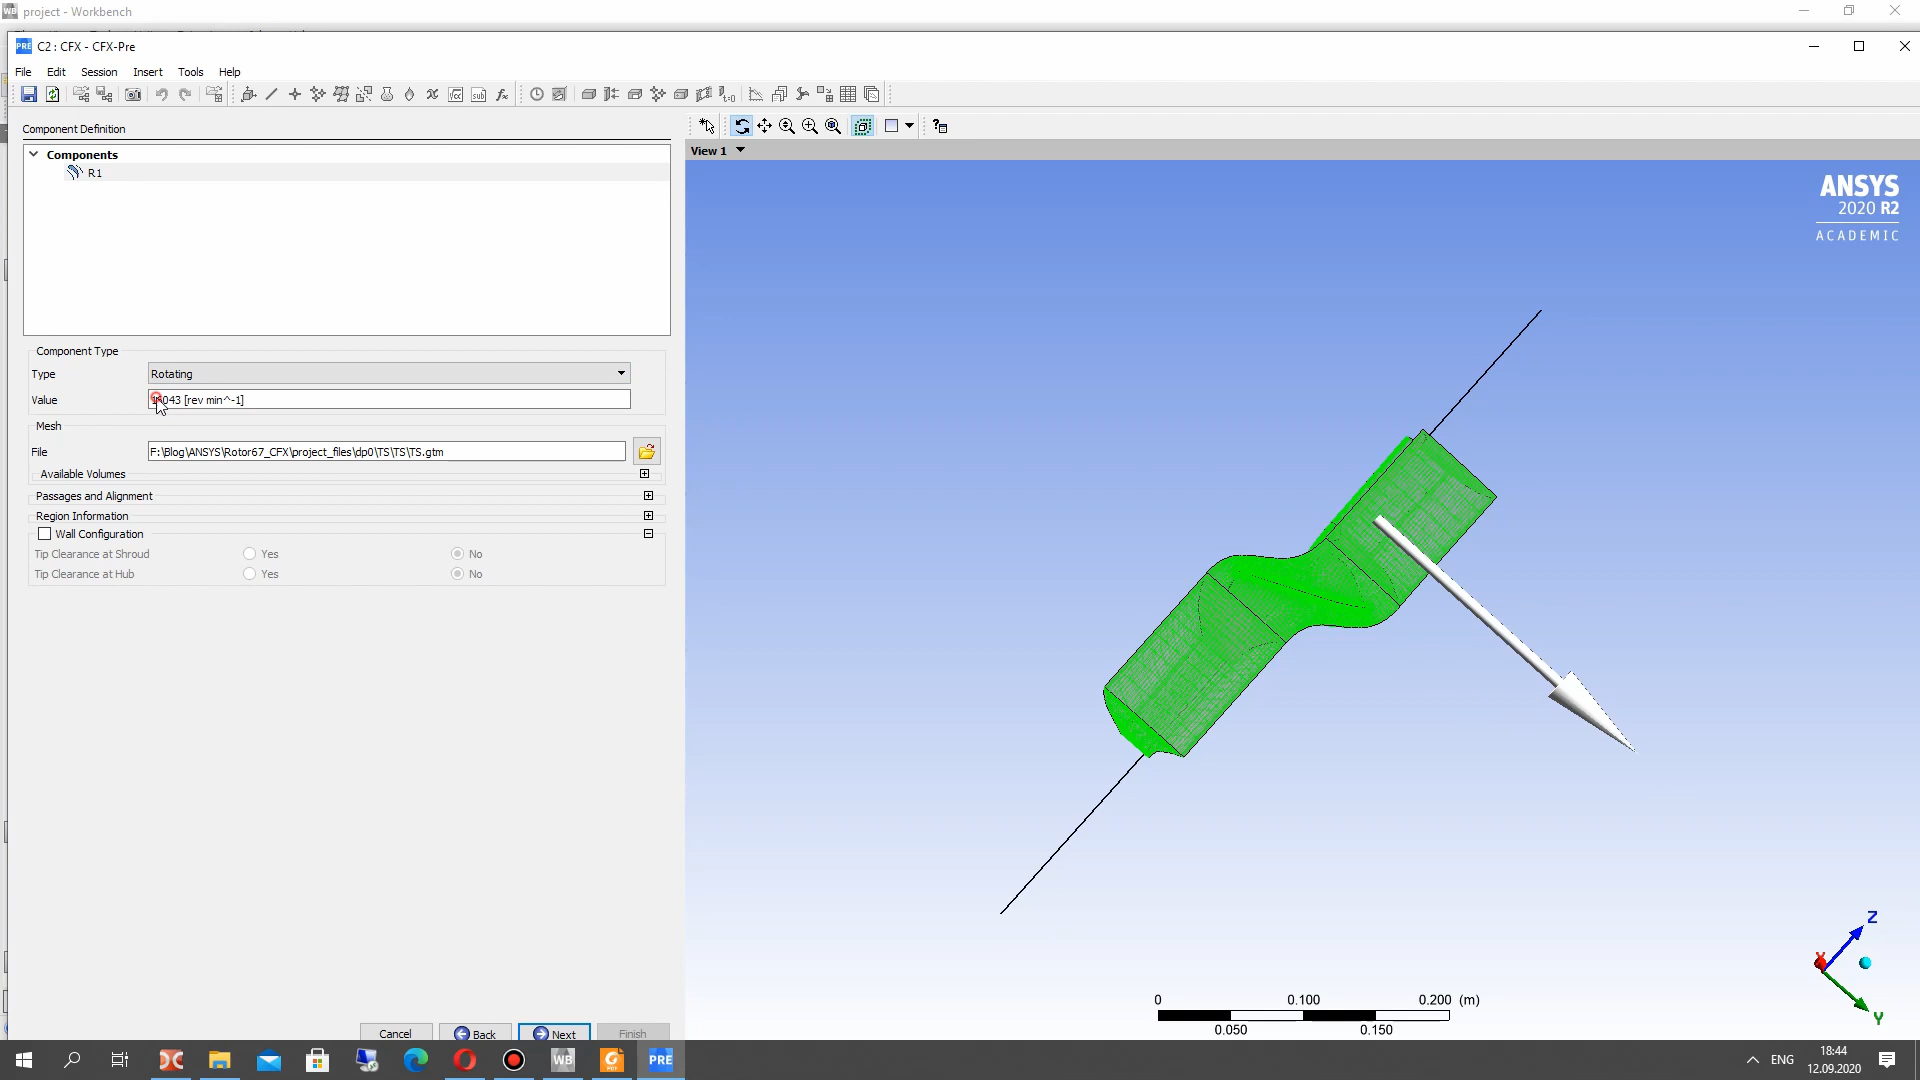 project - Workbench
C2 : CFX - CFX-Pre
File Edit Session Insert Tools Help
Component Definition
Components
R1
View 1
ANSYS
2020 R2
ACADEMIC
Component Type
Type Rotating
Value [rev min^-1]
Mesh
File F:\Blog\ANSYS\Rotor67_CFX\project_files\dp0\TS\TS\TS.gtm
Available Volumes
Passages and Alignment
Region Information
Wall Configuration
Tip Clearance at Shroud Yes No
Tip Clearance at Hub Yes No
Z
X
Y
0 0.100 0.200 (m)
0.050 0.150
Cancel Back Next Finish
WB
PRE
ENG
18:44
12.09.2020